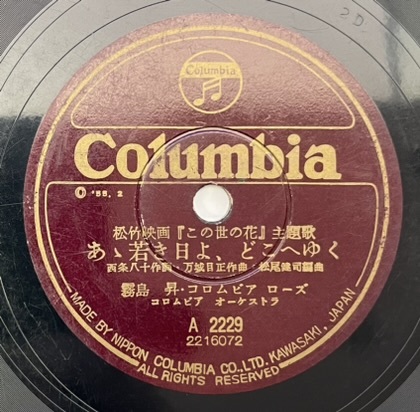 2D
Columbia
Columbia
© '55. 2
松竹映画『この世の花』主題歌
あゝ若き日よ、どこへゆく
西条八十作詞・万城目正作曲・松尾健司編曲
霧島 昇・コロムビア ローズ
コロムビア オーケストラ
A 2229
2216072
MADE BY NIPPON COLUMBIA CO., LTD. KAWASAKI, JAPAN
ALL RIGHTS RESERVED